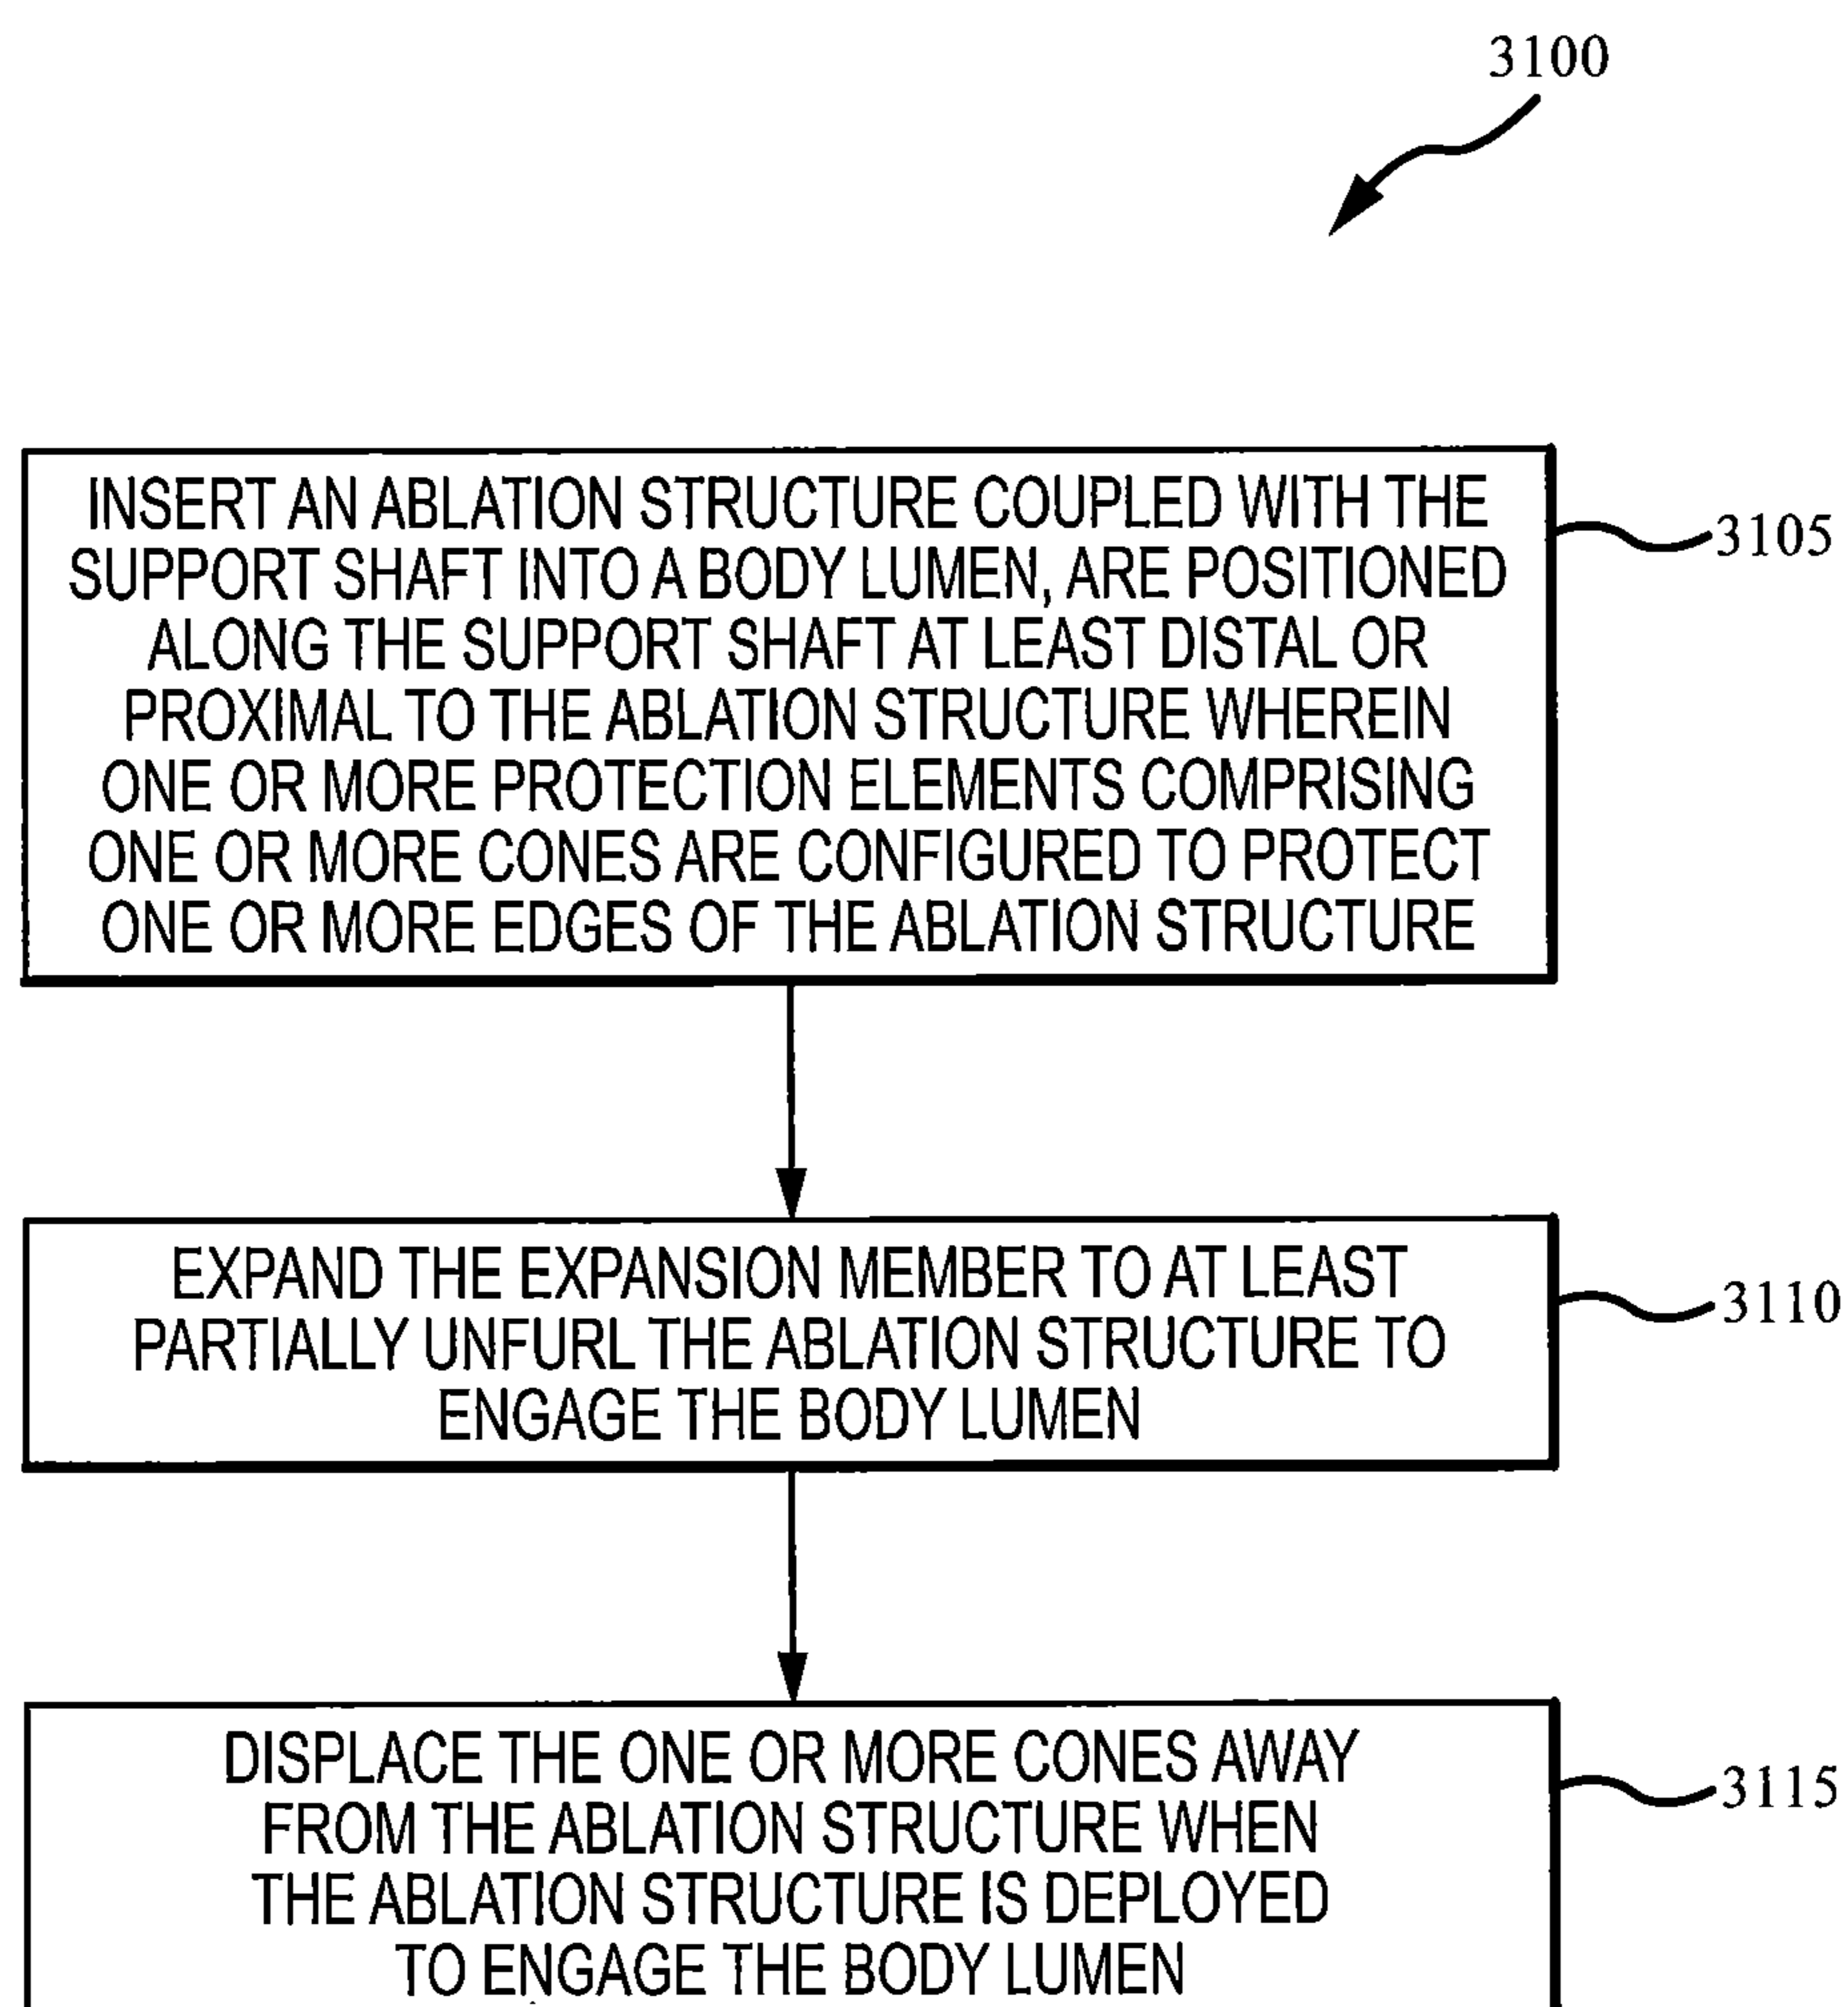 3100
INSERT AN ABLATION STRUCTURE COUPLED WITH THE
SUPPORT SHAFT INTO A BODY LUMEN, ARE POSITIONED
ALONG THE SUPPORT SHAFT AT LEAST DISTAL OR
PROXIMAL TO THE ABLATION STRUCTURE WHEREIN
ONE OR MORE PROTECTION ELEMENTS COMPRISING
ONE OR MORE CONES ARE CONFIGURED TO PROTECT
ONE OR MORE EDGES OF THE ABLATION STRUCTURE
3105
EXPAND THE EXPANSION MEMBER TO AT LEAST
PARTIALLY UNFURL THE ABLATION STRUCTURE TO
ENGAGE THE BODY LUMEN
3110
DISPLACE THE ONE OR MORE CONES AWAY
FROM THE ABLATION STRUCTURE WHEN
THE ABLATION STRUCTURE IS DEPLOYED
TO ENGAGE THE BODY LUMEN
3115